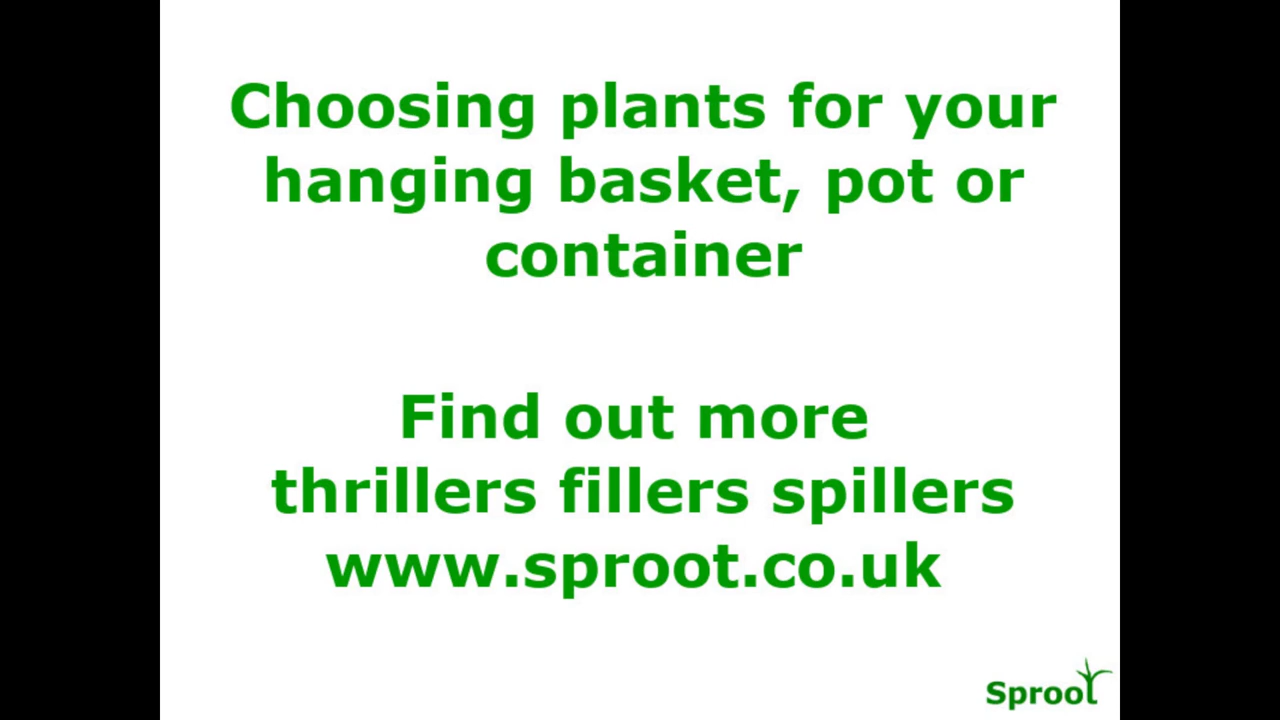 Choosing plants for your
hanging basket, pot or
container
Find out more
thrillers fillers spillers
www.sproot.co.uk
Sproot